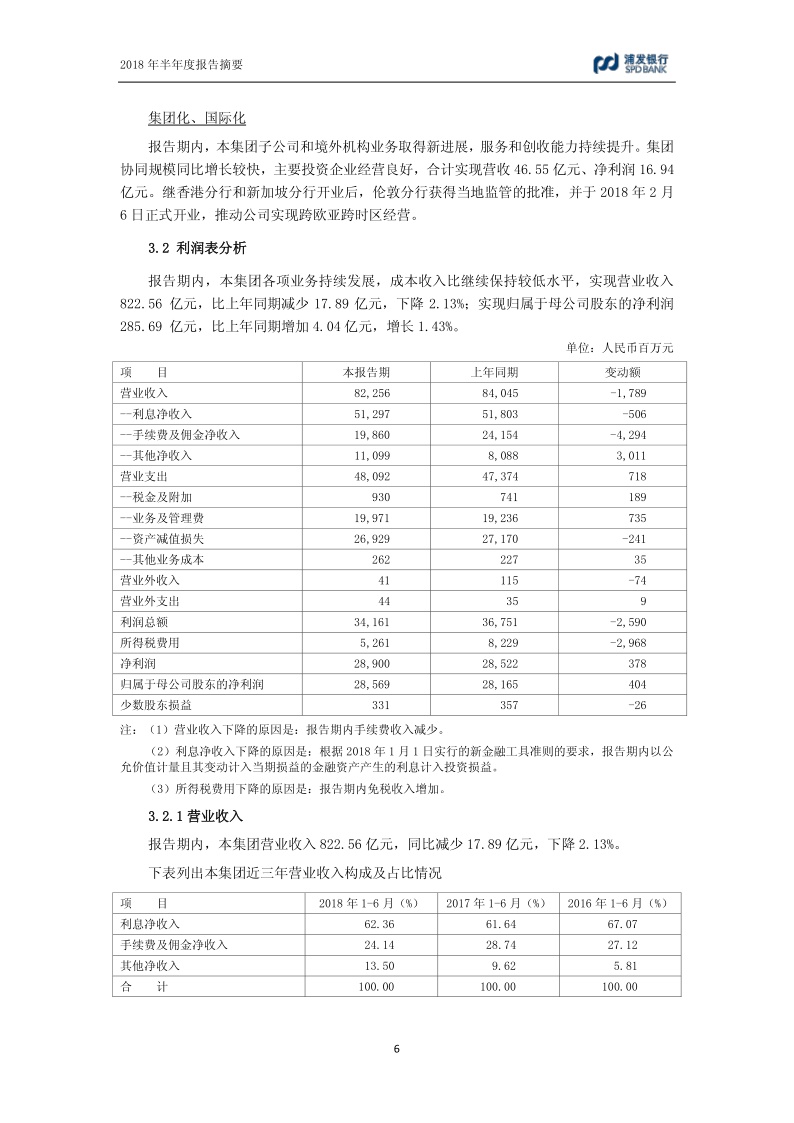 2018 年半年度报告摘要
浦发银行
SPD BANK
集团化、国际化
报告期内，本集团子公司和境外机构业务取得新进展，服务和创收能力持续提升。集团
协同规模同比增长较快，主要投资企业经营良好，合计实现营收 46.55 亿元、净利润 16.94
亿元。继香港分行和新加坡分行开业后，伦敦分行获得当地监管的批准，并于 2018 年 2 月
6 日正式开业，推动公司实现跨欧亚跨时区经营。
3.2 利润表分析
报告期内，本集团各项业务持续发展，成本收入比继续保持较低水平，实现营业收入
822.56 亿元，比上年同期减少 17.89 亿元，下降 2.13%；实现归属于母公司股东的净利润
285.69 亿元，比上年同期增加 4.04 亿元，增长 1.43%。
单位：人民币百万元
项 目 本报告期 上年同期 变动额
营业收入 82,256 84,045 -1,789
--利息净收入 51,297 51,803 -506
--手续费及佣金净收入 19,860 24,154 -4,294
--其他净收入 11,099 8,088 3,011
营业支出 48,092 47,374 718
--税金及附加 930 741 189
--业务及管理费 19,971 19,236 735
--资产减值损失 26,929 27,170 -241
--其他业务成本 262 227 35
营业外收入 41 115 -74
营业外支出 44 35 9
利润总额 34,161 36,751 -2,590
所得税费用 5,261 8,229 -2,968
净利润 28,900 28,522 378
归属于母公司股东的净利润 28,569 28,165 404
少数股东损益 331 357 -26
注：（1）营业收入下降的原因是：报告期内手续费收入减少。
（2）利息净收入下降的原因是：根据 2018 年 1 月 1 日实行的新金融工具准则的要求，报告期内以公
允价值计量且其变动计入当期损益的金融资产产生的利息计入投资损益。
（3）所得税费用下降的原因是：报告期内免税收入增加。
3.2.1 营业收入
报告期内，本集团营业收入 822.56 亿元，同比减少 17.89 亿元，下降 2.13%。
下表列出本集团近三年营业收入构成及占比情况
项 目 2018 年 1-6 月（%） 2017 年 1-6 月（%） 2016 年 1-6 月（%）
利息净收入 62.36 61.64 67.07
手续费及佣金净收入 24.14 28.74 27.12
其他净收入 13.50 9.62 5.81
合 计 100.00 100.00 100.00
6